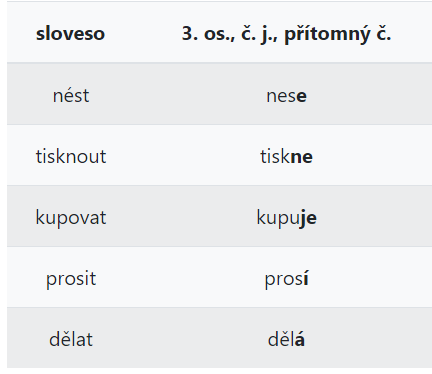 sloveso 3. os., č. j., přítomný č.
nést nese
tisknout tiskne
kupovat kupuje
prosit prosí
dělat dělá